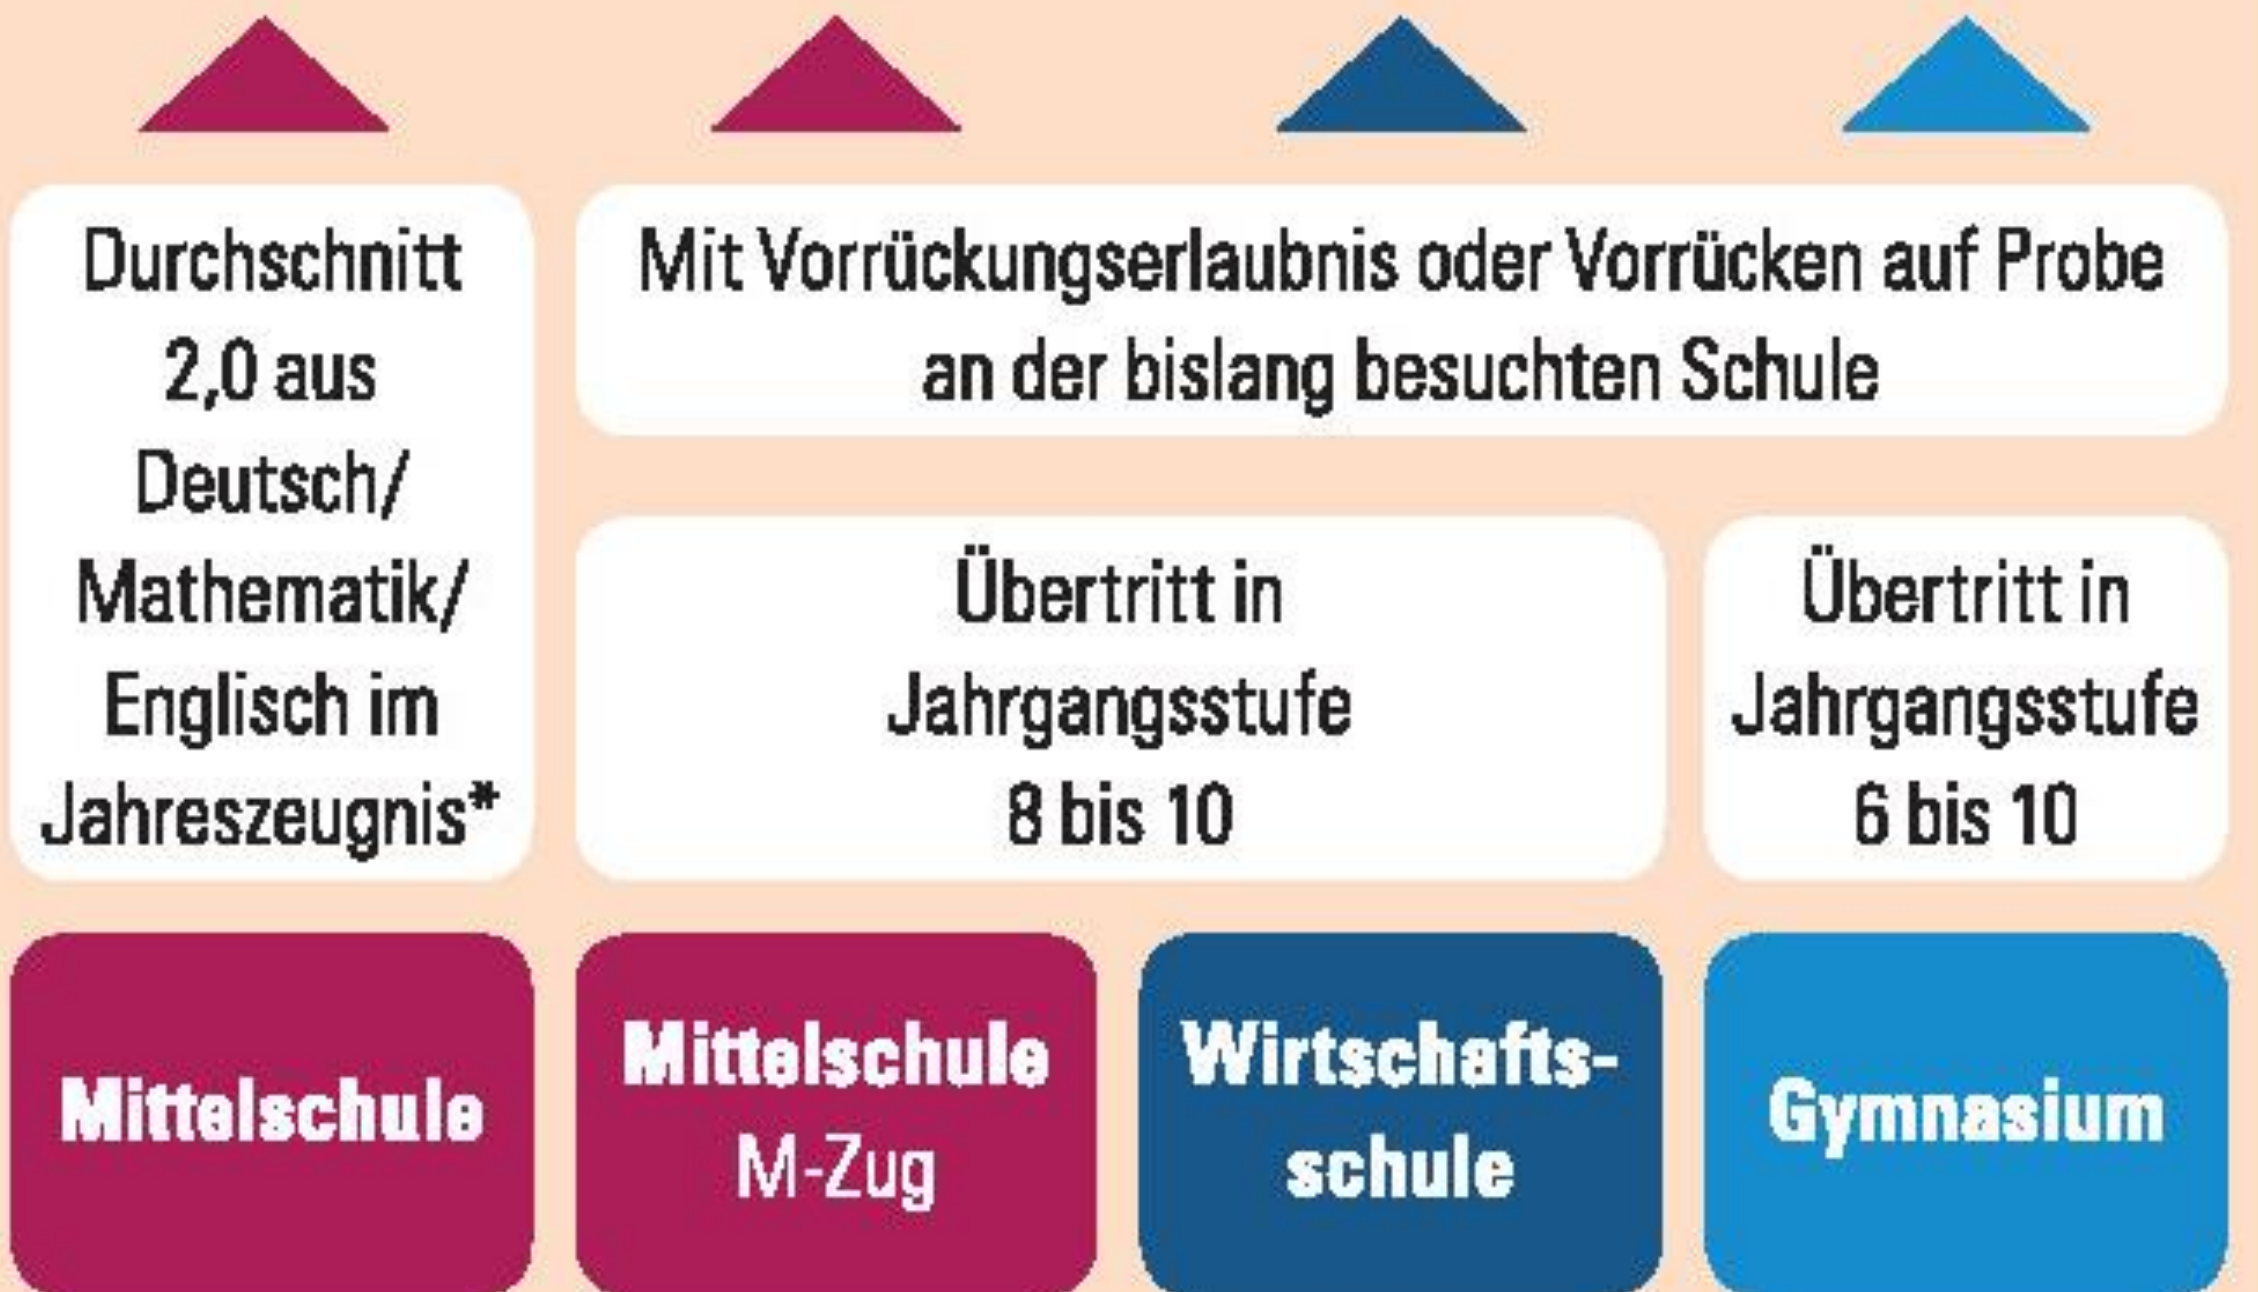 Durchschnitt
2,0 aus
Deutsch/
Mathematik/
Englisch im
Jahreszeugnis*
Mit Vorrückungserlaubnis oder Vorrücken auf Probe
an der bislang besuchten Schule
Übertritt in
Jahrgangsstufe
8 bis 10
Übertritt in
Jahrgangsstufe
6 bis 10
Mittelschule
Mittelschule
M-Zug
Wirtschafts-
schule
Gymnasium